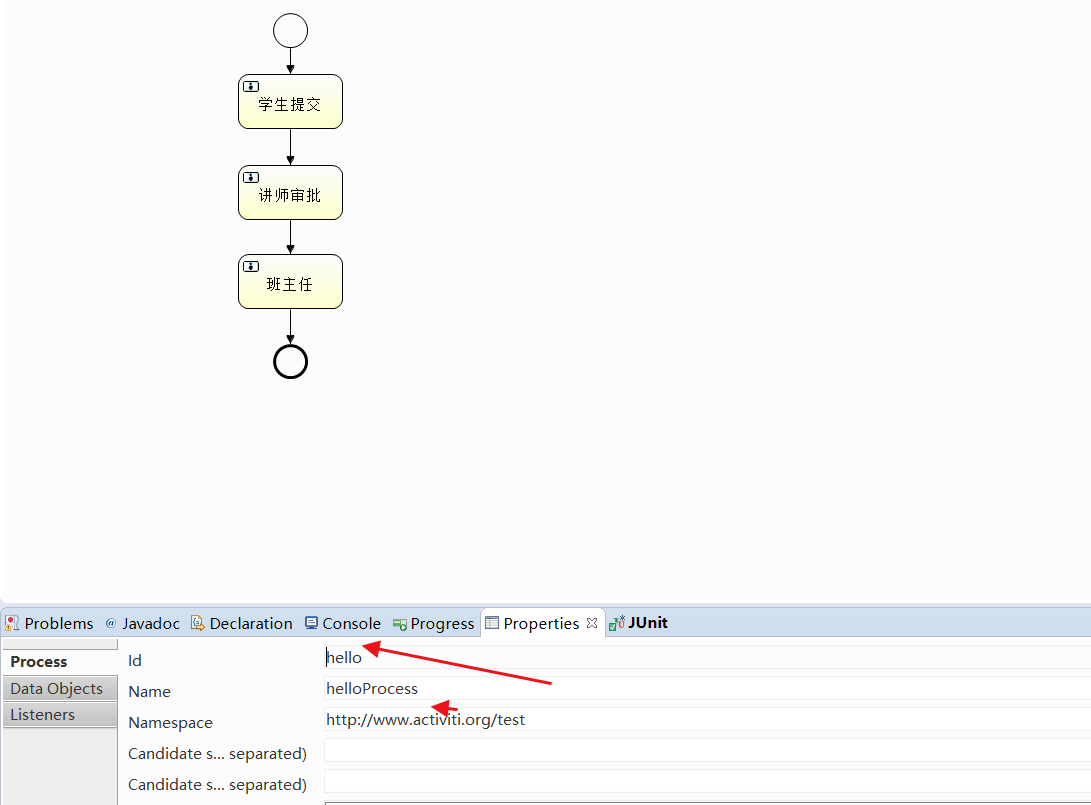 学生提交
讲师审批
班主任
Problems @ Javadoc Declaration Console Progress Properties JUnit
Process
Data Objects
Listeners
Id hello
Name helloProcess
Namespace http://www.activiti.org/test
Candidate s... separated)
Candidate s... separated)